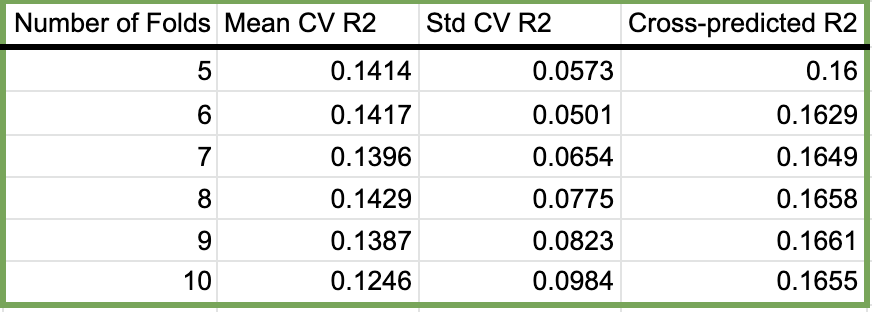 Number of Folds Mean CV R2 Std CV R2 Cross-predicted R2
5 0.1414 0.0573 0.16
6 0.1417 0.0501 0.1629
7 0.1396 0.0654 0.1649
8 0.1429 0.0775 0.1658
9 0.1387 0.0823 0.1661
10 0.1246 0.0984 0.1655